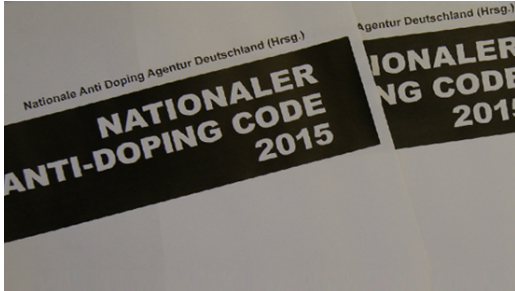 Nationale Anti Doping Agentur Deutschland (Hrsg.)
NATIONALER
ANTI-DOPING CODE
2015
Agentur Deutschland (Hrsg.)
IONALER
NG CODE
2015